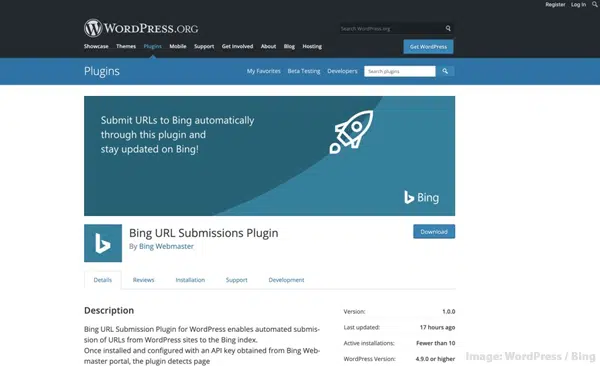 Register Log In
WORDPRESS.ORG
Search WordPress.org
Showcase Themes Plugins Mobile Support Get Involved About Blog Hosting
Get WordPress
Plugins
My Favorites Beta Testing Developers
Search plugins
Submit URLs to Bing automatically
through this plugin and
stay updated on Bing!
Bing
Bing URL Submissions Plugin
By Bing Webmaster
Download
Details Reviews Installation Support Development
Description
Bing URL Submission Plugin for WordPress enables automated submis-
sion of URLs from WordPress sites to the Bing index.
Once installed and configured with an API key obtained from Bing Web-
master portal, the plugin detects page
Version: 1.0.0
Last updated: 17 hours ago
Active installations: Fewer than 10
WordPress Version: 4.9.0 or higher
Image: WordPress / Bing